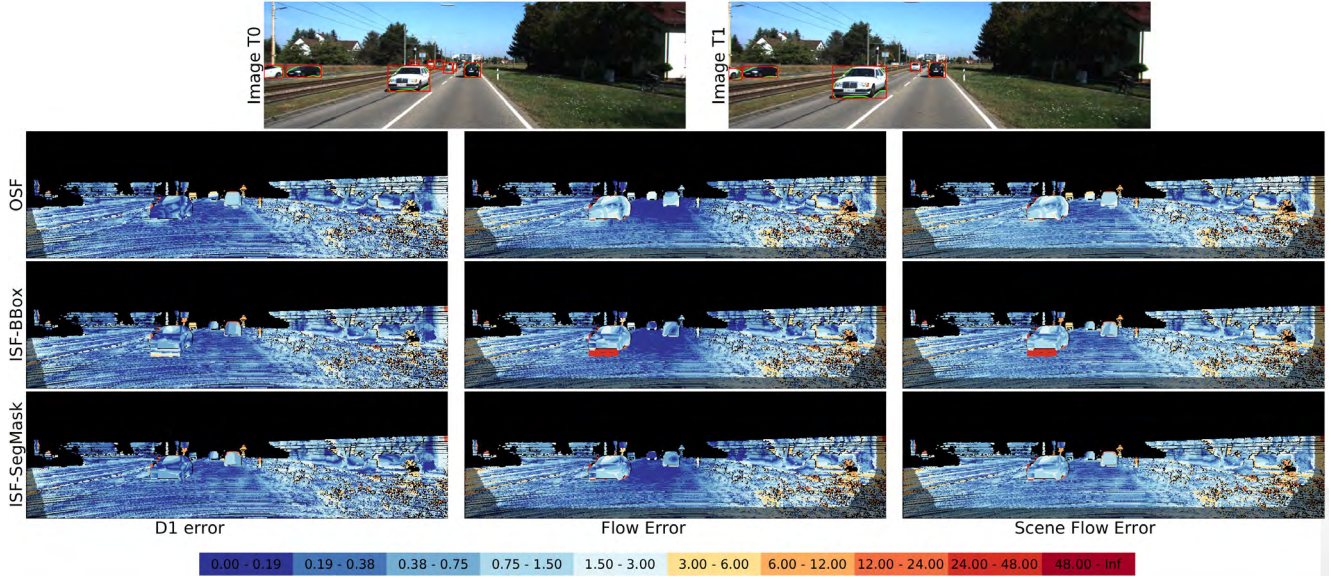 Image T0
Image T1
OSF
ISF-BBox
ISF-SegMask
D1 error
Flow Error
Scene Flow Error
0.00 - 0.19
0.19 - 0.38
0.38 - 0.75
0.75 - 1.50
1.50 - 3.00
3.00 - 6.00
6.00 - 12.00
12.00 - 24.00
24.00 - 48.00
48.00 - Inf